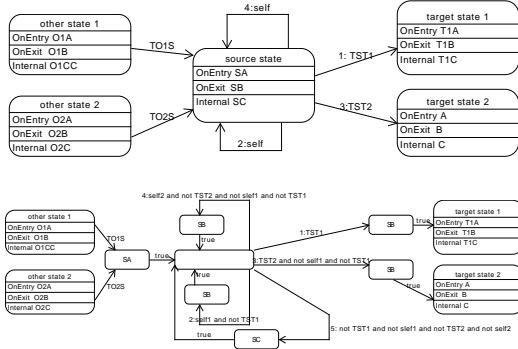 4:self
other state 1
OnEntry O1A
OnExit O1B
Internal O1CC
TO1S
source state
OnEntry SA
OnExit SB
Internal SC
1: TST1
target state 1
OnEntry T1A
OnExit T1B
Internal T1C
other state 2
OnEntry O2A
OnExit O2B
Internal O2C
TO2S
3:TST2
target state 2
OnEntry A
OnExit B
Internal C
2:self
4:self2 and not TST2 and not slef1 and not TST1
other state 1
OnEntry O1A
OnExit O1B
Internal O1CC
TO1S
SB
true
1:TST1
SB
true
target state 1
OnEntry T1A
OnExit T1B
Internal T1C
SA
true
3:TST2 and not self1 and not TST1
other state 2
OnEntry O2A
OnExit O2B
Internal O2C
TO2S
true
SB
SB
true
target state 2
OnEntry A
OnExit B
Internal C
2:self1 and not TST1
true
SC
5: not TST1 and not slef1 and not TST2 and not self2